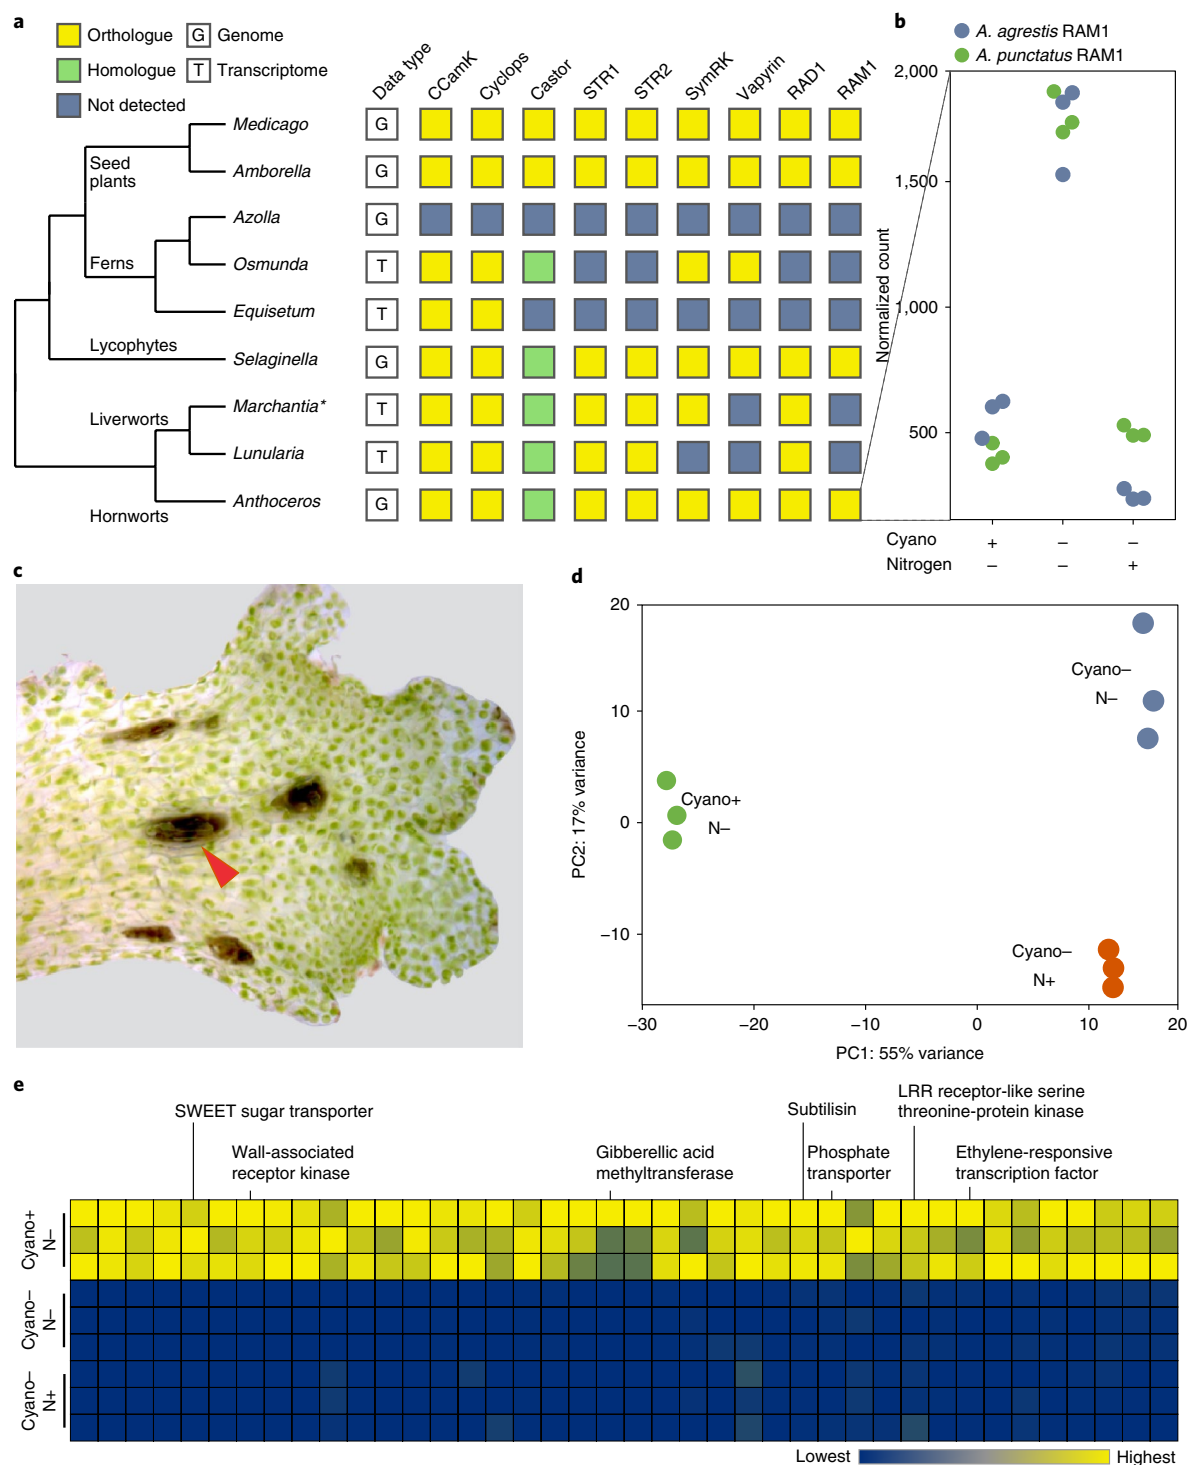 a
Orthologue
G Genome
Homologue
T Transcriptome
Not detected
Data type
CCamK
Cyclops
Castor
STR1
STR2
SymRK
Vapyrin
RAD1
RAM1
Seed
plants
Ferns
Lycophytes
Liverworts
Hornworts
Medicago
G
Amborella
G
Azolla
G
Osmunda
T
Equisetum
T
Selaginella
G
Marchantia*
T
Lunularia
T
Anthoceros
G
b
A. agrestis RAM1
A. punctatus RAM1
2,000
1,500
1,000
500
Normalized count
Cyano + – –
Nitrogen – – +
c
d
20
10
0
–10
PC2: 17% variance
Cyano–
N–
Cyano+
N–
Cyano–
N+
–30 –20 –10 0 10 20
PC1: 55% variance
e
SWEET sugar transporter
Wall-associated
receptor kinase
Gibberellic acid
methyltransferase
Subtilisin
Phosphate
transporter
LRR receptor-like serine
threonine-protein kinase
Ethylene-responsive
transcription factor
Cyano+
N–
Cyano–
N–
Cyano–
N+
Lowest Highest